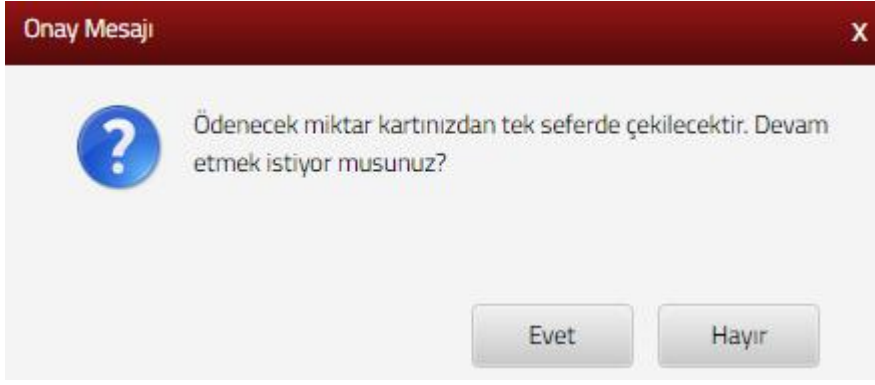 Onay Mesajı
X
?
Ödenecek miktar kartınızdan tek seferde çekilecektir. Devam
etmek istiyor musunuz?
Evet
Hayır